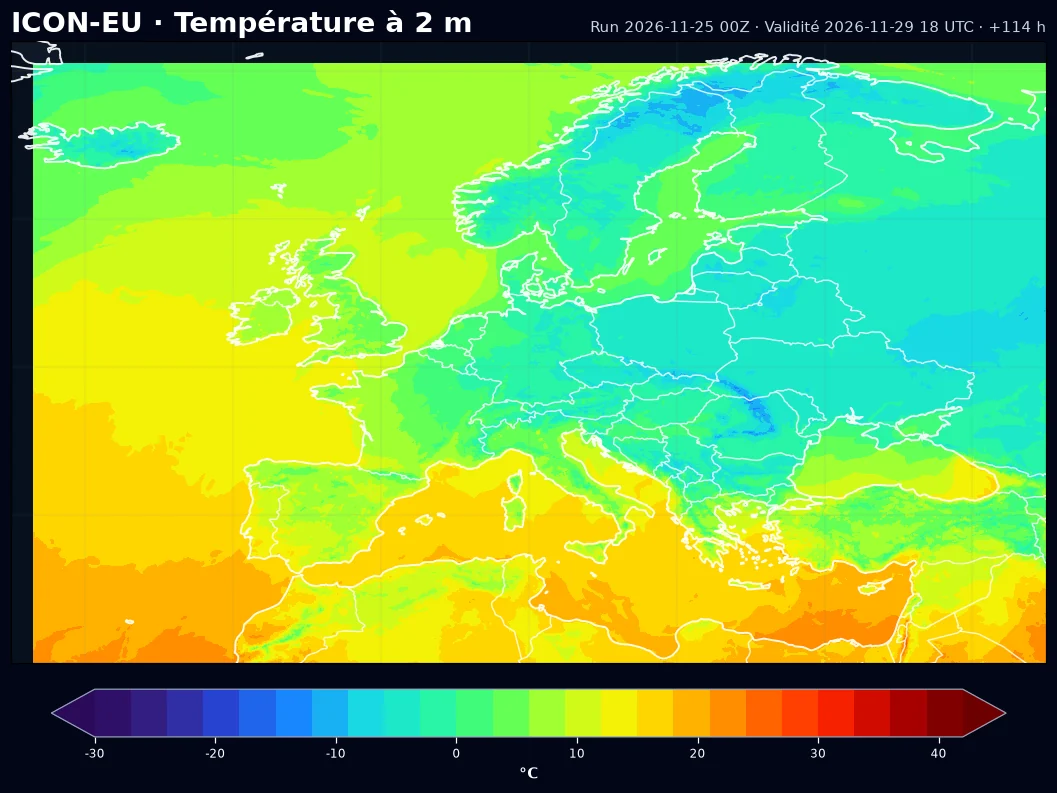 ICON-EU · Température à 2 m
Run 2026-11-25 00Z · Validité 2026-11-29 18 UTC · +114 h
-30 -20 -10 0 10 20 30 40
°C